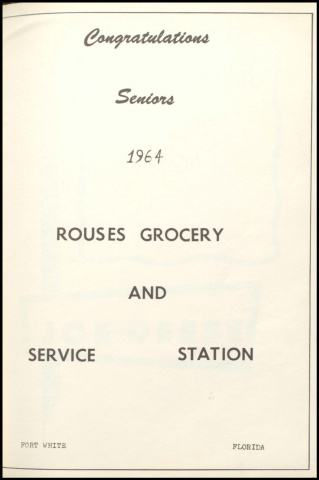 Congratulations
Seniors
1964
ROUSES GROCERY
AND
SERVICE STATION
FORT WHITE FLORIDA